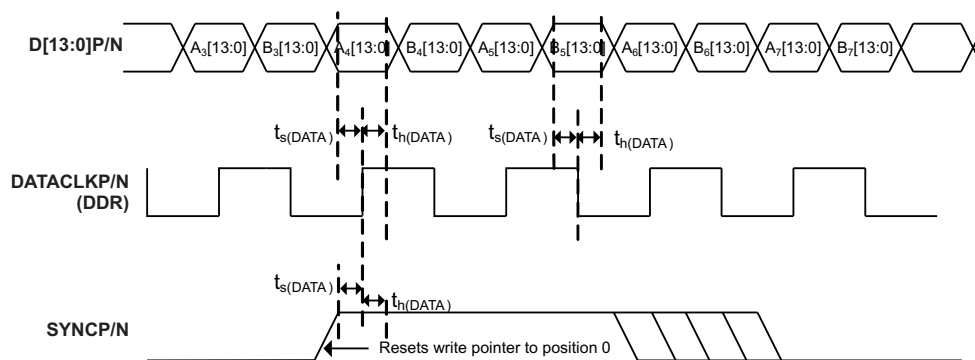 D[13:0]P/N
A3[13:0] B3[13:0] A4[13:0] B4[13:0] A5[13:0] B5[13:0] A6[13:0] B6[13:0] A7[13:0] B7[13:0]
ts(DATA) th(DATA) ts(DATA) th(DATA)
DATACLKP/N
(DDR)
ts(DATA) th(DATA)
SYNCP/N
Resets write pointer to position 0